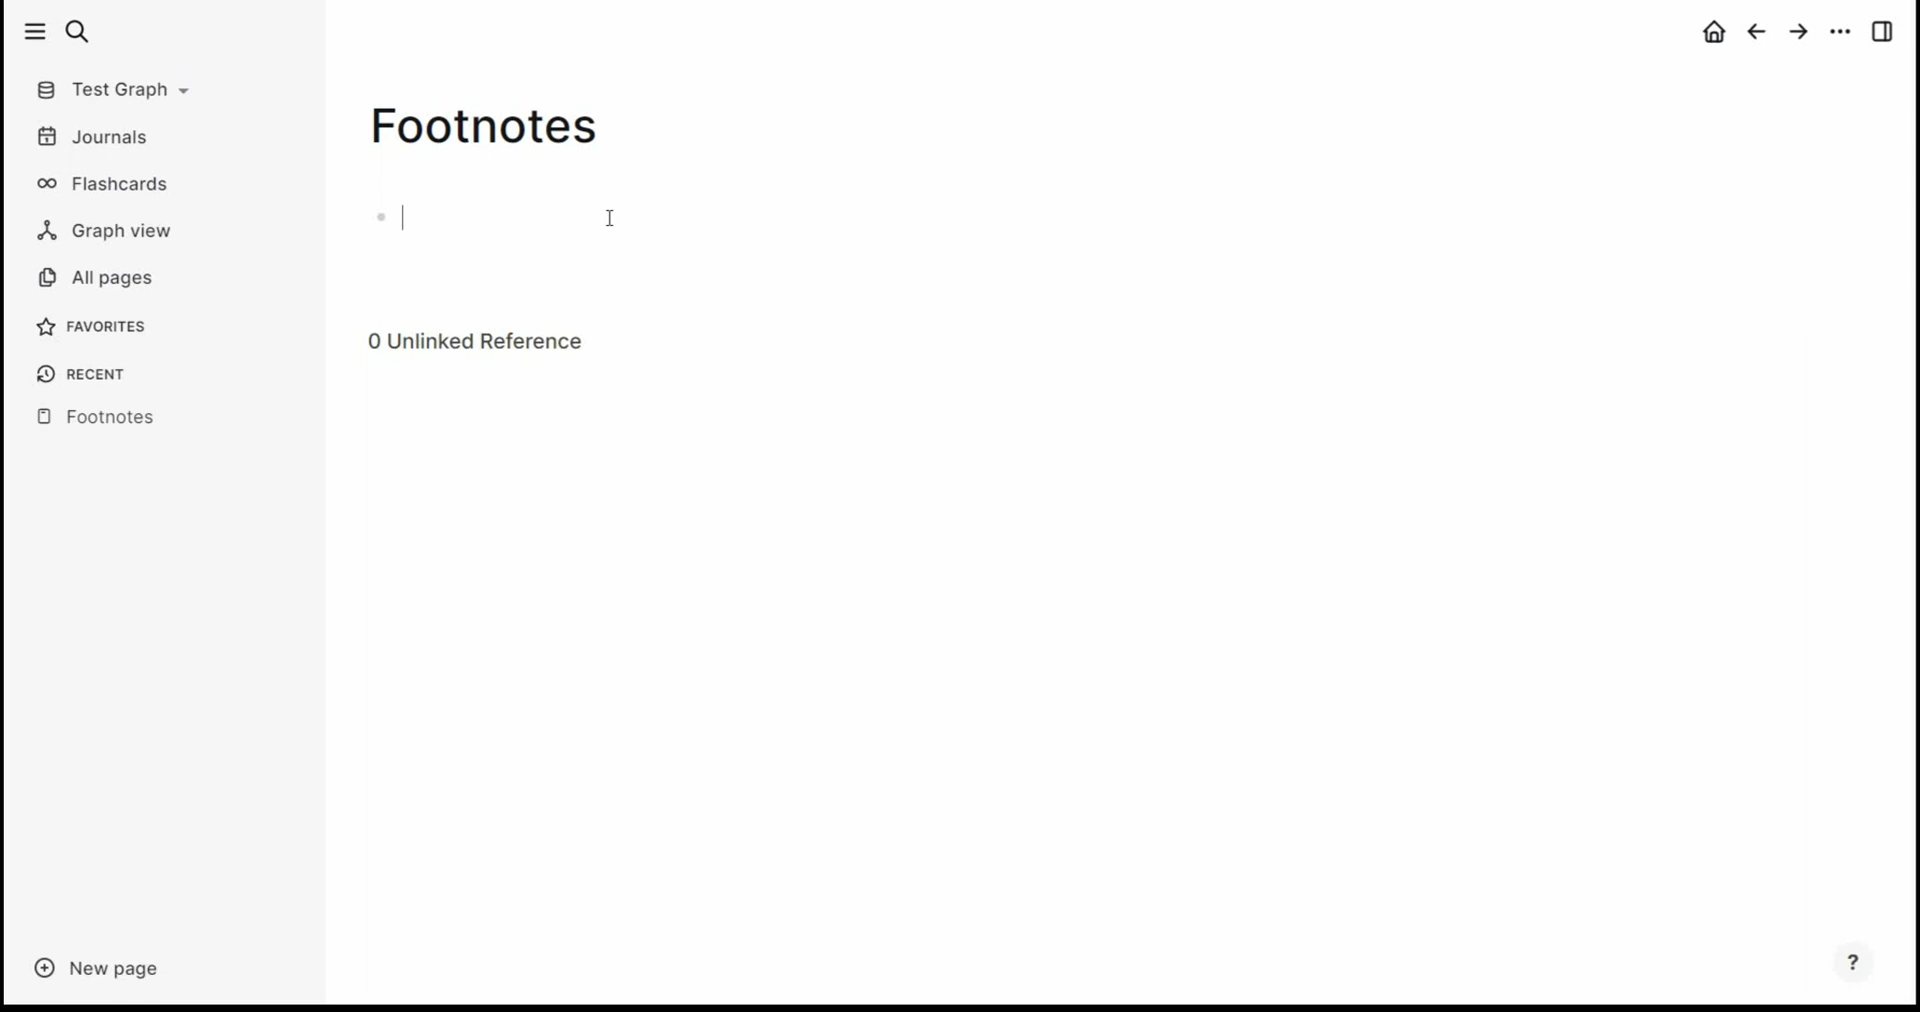 Test Graph
Journals
Flashcards
Graph view
All pages
FAVORITES
RECENT
Footnotes
New page
Footnotes
0 Unlinked Reference
?